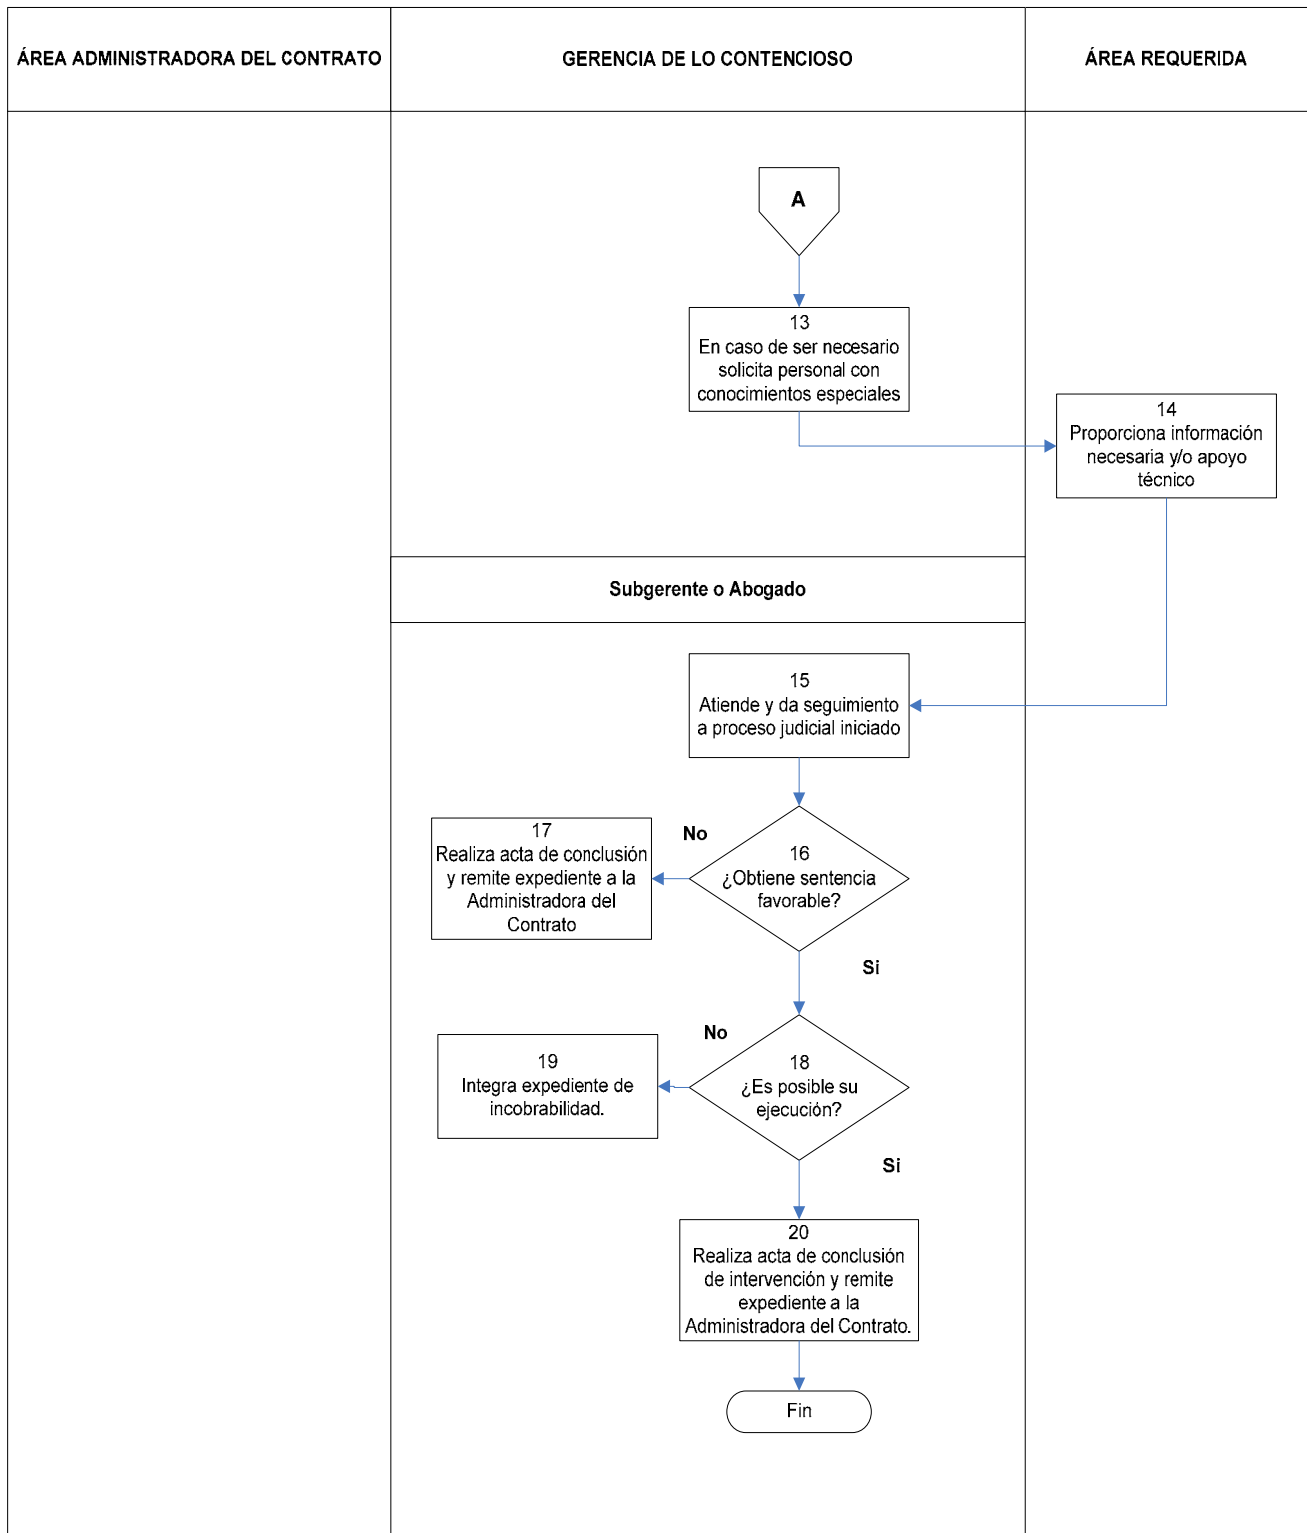 ÁREA ADMINISTRADORA DEL CONTRATO
GERENCIA DE LO CONTENCIOSO
ÁREA REQUERIDA
A
13
En caso de ser necesario
solicita personal con
conocimientos especiales
14
Proporciona información
necesaria y/o apoyo
técnico
Subgerente o Abogado
15
Atiende y da seguimiento
a proceso judicial iniciado
No
16
¿Obtiene sentencia
favorable?
17
Realiza acta de conclusión
y remite expediente a la
Administradora del
Contrato
Si
No
18
¿Es posible su
ejecución?
19
Integra expediente de
incobrabilidad.
Si
20
Realiza acta de conclusión
de intervención y remite
expediente a la
Administradora del Contrato.
Fin